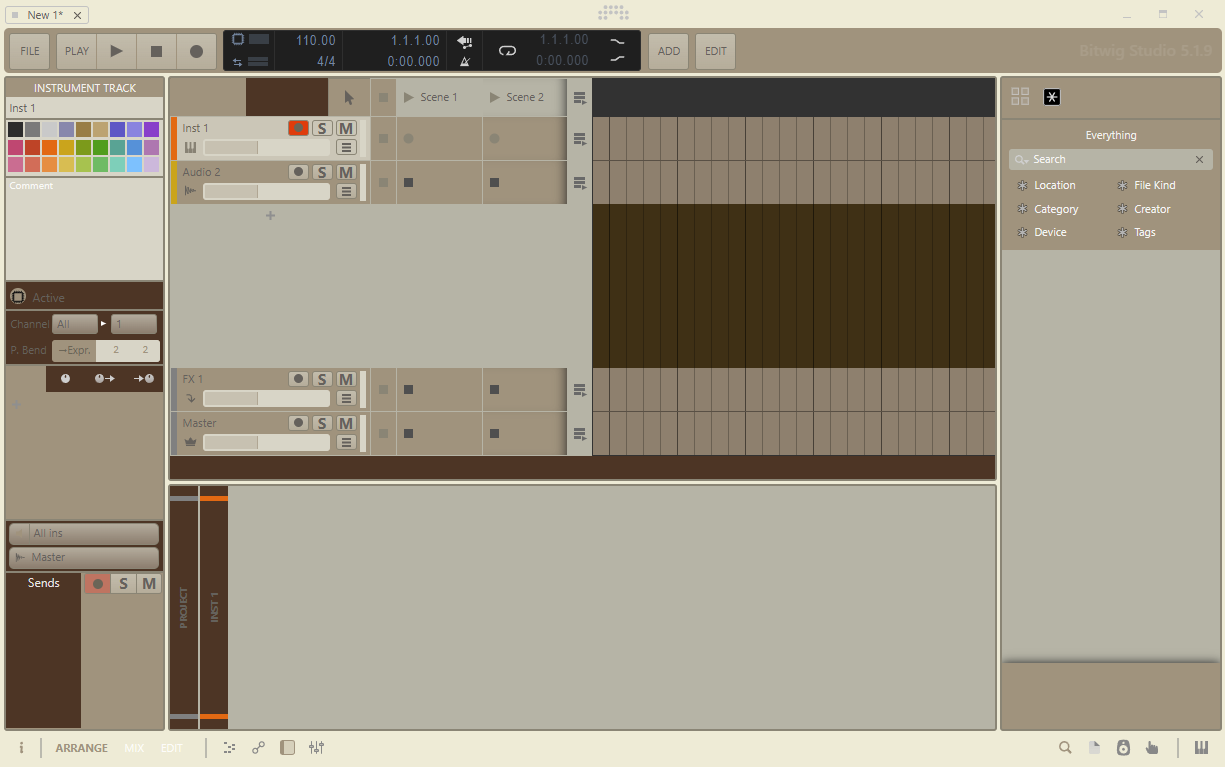 New 1*
FILE
PLAY
110.00
4/4
1.1.1.00
0:00.000
1.1.1.00
0:00.000
ADD
EDIT
Bitwig Studio 5.1.9
INSTRUMENT TRACK
Inst 1
Comment
Active
Channel All 1
P. Bend →Expr. 2 2
All ins
Master
Sends
S M
Scene 1
Scene 2
Inst 1
S M
Audio 2
S M
FX 1
S M
Master
S M
PROJECT
INST 1
Everything
Search
Location
File Kind
Category
Creator
Device
Tags
i
ARRANGE
MIX
EDIT